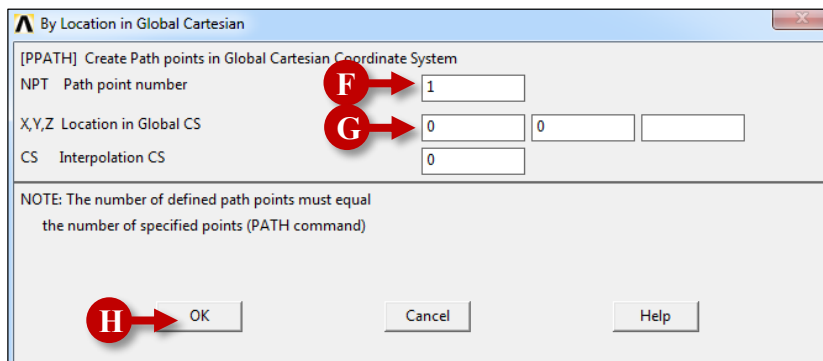 By Location in Global Cartesian
[PPATH] Create Path points in Global Cartesian Coordinate System
NPT Path point number F 1
X,Y,Z Location in Global CS G 0 0
CS Interpolation CS 0
NOTE: The number of defined path points must equal
the number of specified points (PATH command)
H OK Cancel Help